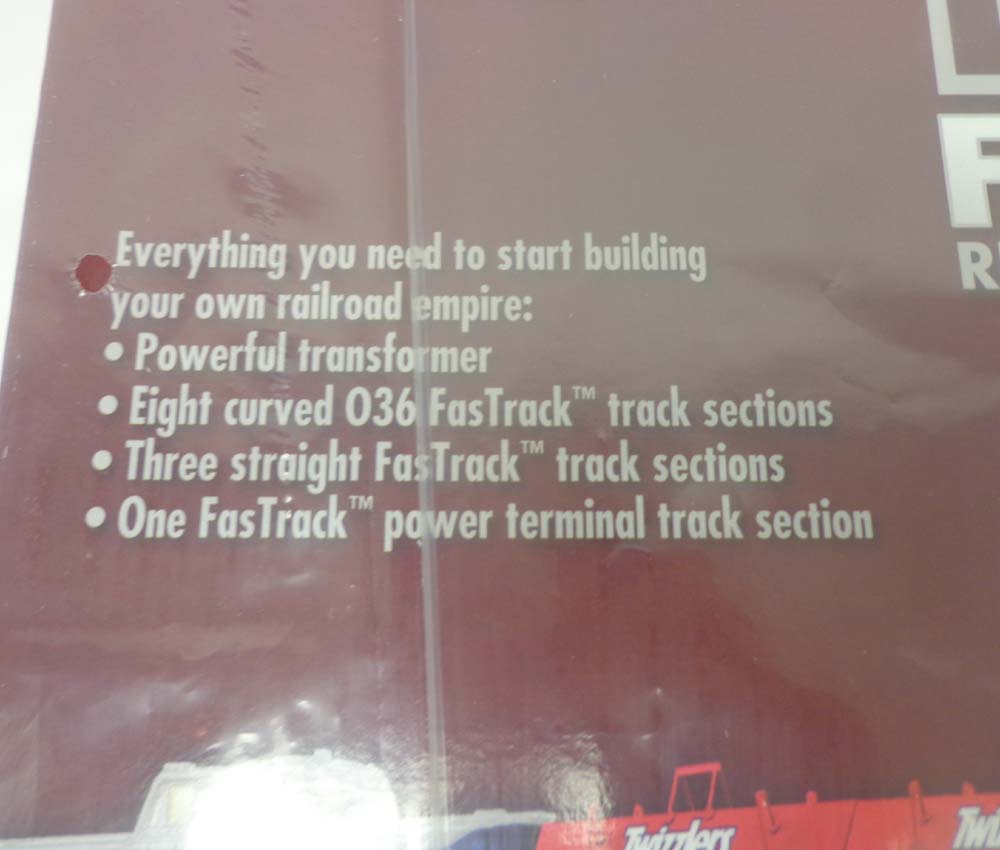 F
R
Everything you need to start building
your own railroad empire:
• Powerful transformer
• Eight curved O36 FasTrack™ track sections
• Three straight FasTrack™ track sections
• One FasTrack™ power terminal track section
Twizzlers
Twi